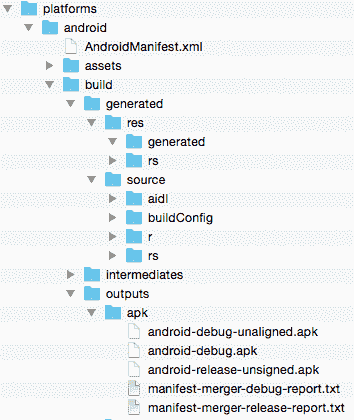 platforms
android
AndroidManifest.xml
assets
build
generated
res
generated
rs
source
aidl
buildConfig
r
rs
intermediates
outputs
apk
android-debug-unaligned.apk
android-debug.apk
android-release-unsigned.apk
manifest-merger-debug-report.txt
manifest-merger-release-report.txt